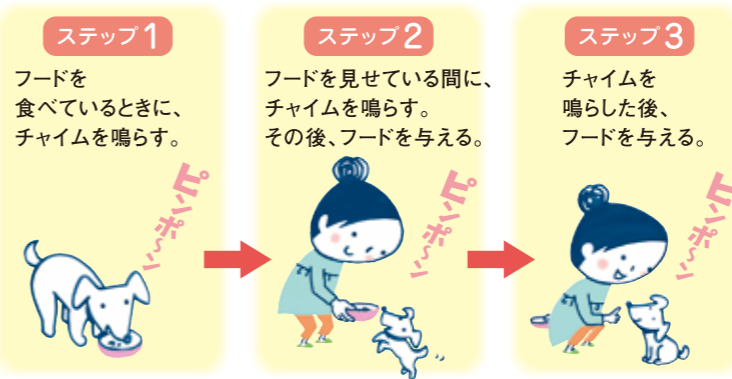 ステップ1
フードを
食べているときに、
チャイムを鳴らす。
ピンポ〜ン
ステップ2
フードを見せている間に、
チャイムを鳴らす。
その後、フードを与える。
ピンポ〜ン
ステップ3
チャイムを
鳴らした後、
フードを与える。
ピンポ〜ン